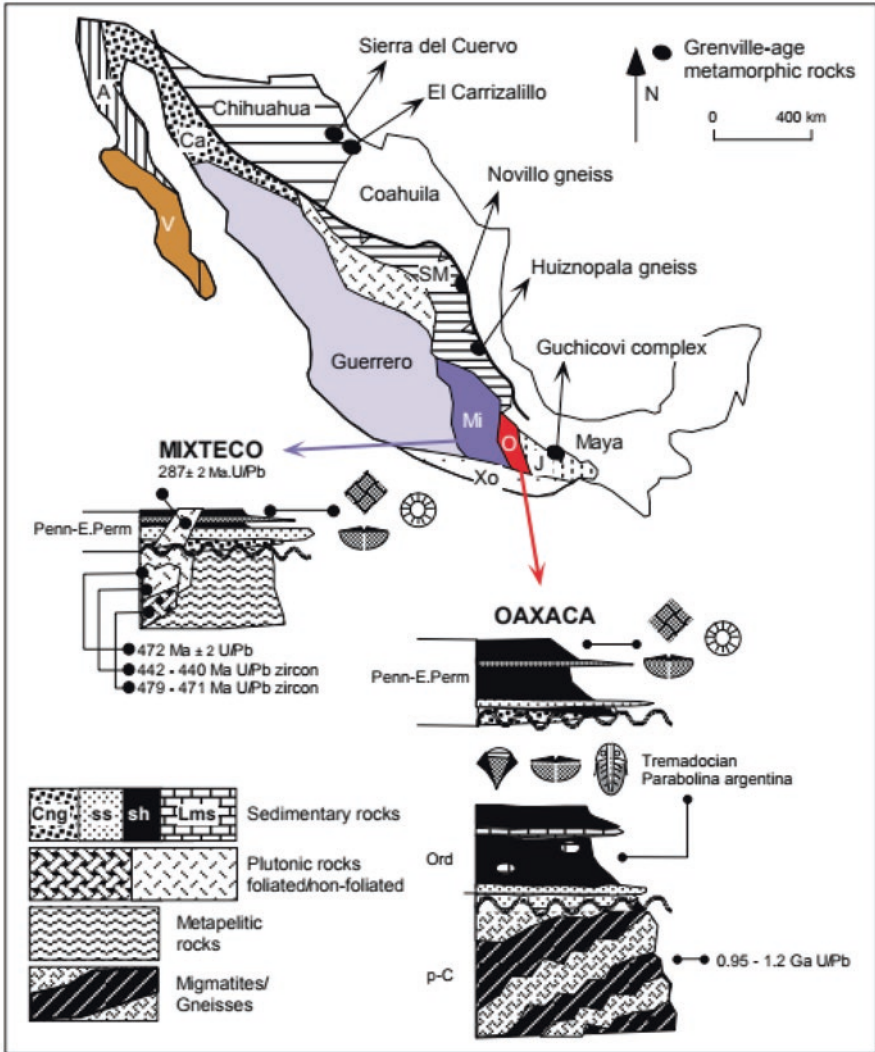 Sierra del Cuervo
Grenville-age
metamorphic rocks
El Carrizalillo
N
0 400 km
A
Chihuahua
Ca
Novillo gneiss
Coahuila
V
SM
Huiznopala gneiss
Guchicovi complex
Guerrero
Mi
O
J
Maya
Xo
MIXTECO
287± 2 Ma.U/Pb
Penn-E.Perm
472 Ma ± 2 U/Pb
442 - 440 Ma U/Pb zircon
479 - 471 Ma U/Pb zircon
OAXACA
Penn-E.Perm
Tremadocian
Parabolina argentina
Ord
p-C
0.95 - 1.2 Ga U/Pb
Cng ss sh Lms Sedimentary rocks
Plutonic rocks
foliated/non-foliated
Metapelitic
rocks
Migmatites/
Gneisses